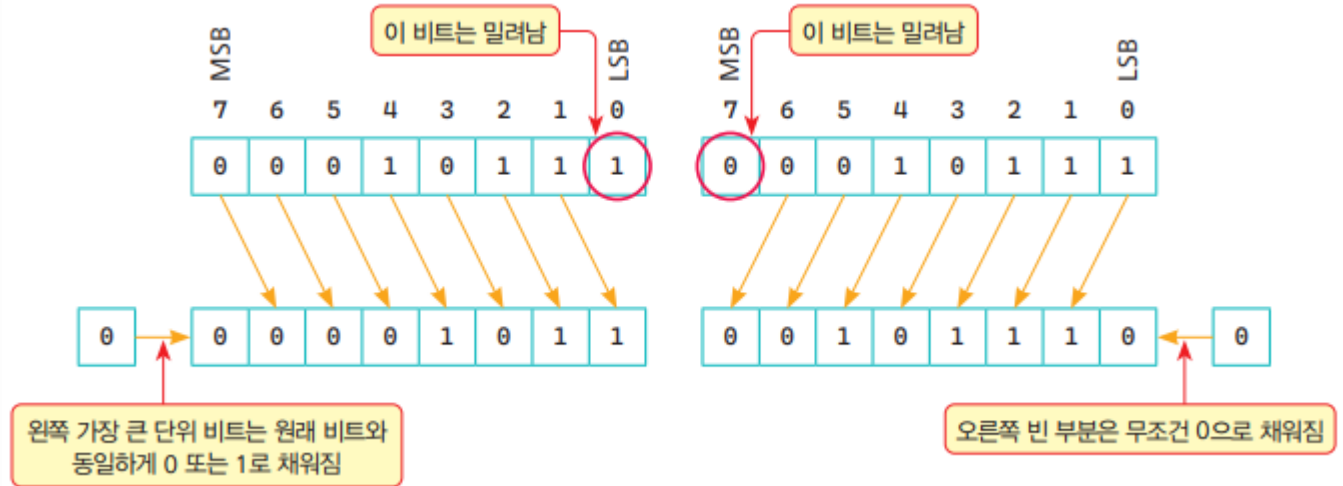 이 비트는 밀려남 이 비트는 밀려남
MSB LSB MSB LSB
7 6 5 4 3 2 1 0 7 6 5 4 3 2 1 0
0 0 0 1 0 1 1 1 0 0 0 1 0 1 1 1
0 0 0 0 0 1 0 1 1 0 0 1 0 1 1 1 0 0
왼쪽 가장 큰 단위 비트는 원래 비트와
동일하게 0 또는 1로 채워짐
오른쪽 빈 부분은 무조건 0으로 채워짐